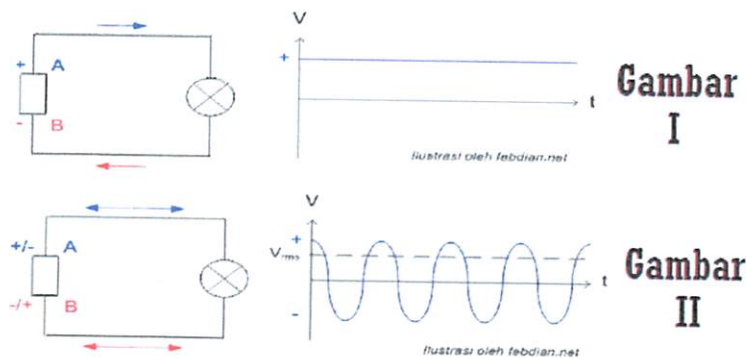 V
+
A
+
Gambar
I
t
-
B
Ilustrasi oleh febdian.net
V
+/-
A
+
Vrms
Gambar
II
t
-/+
B
-
Ilustrasi oleh febdian.net